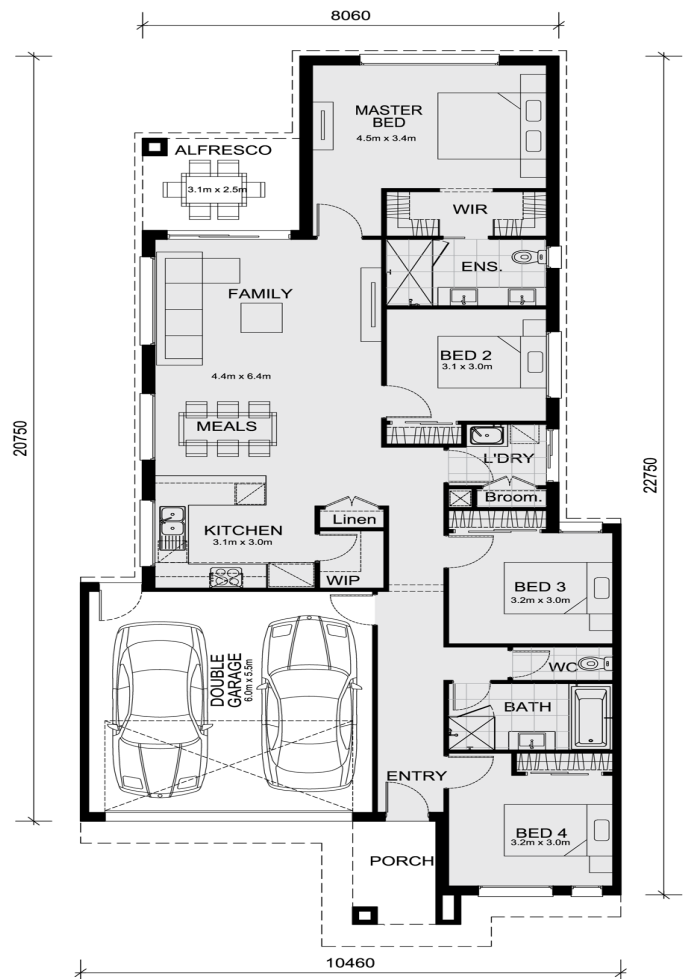 8060
20750
22750
MASTER
BED
4.5m x 3.4m
ALFRESCO
3.1m x 2.5m
WIR
ENS.
FAMILY
4.4m x 6.4m
BED 2
3.1 x 3.0m
MEALS
L'DRY
Broom.
Linen
KITCHEN
3.1m x 3.0m
WIP
BED 3
3.2m x 3.0m
WC
DOUBLE
GARAGE
6.0m x 5.5m
BATH
ENTRY
BED 4
3.2m x 3.0m
PORCH
10460